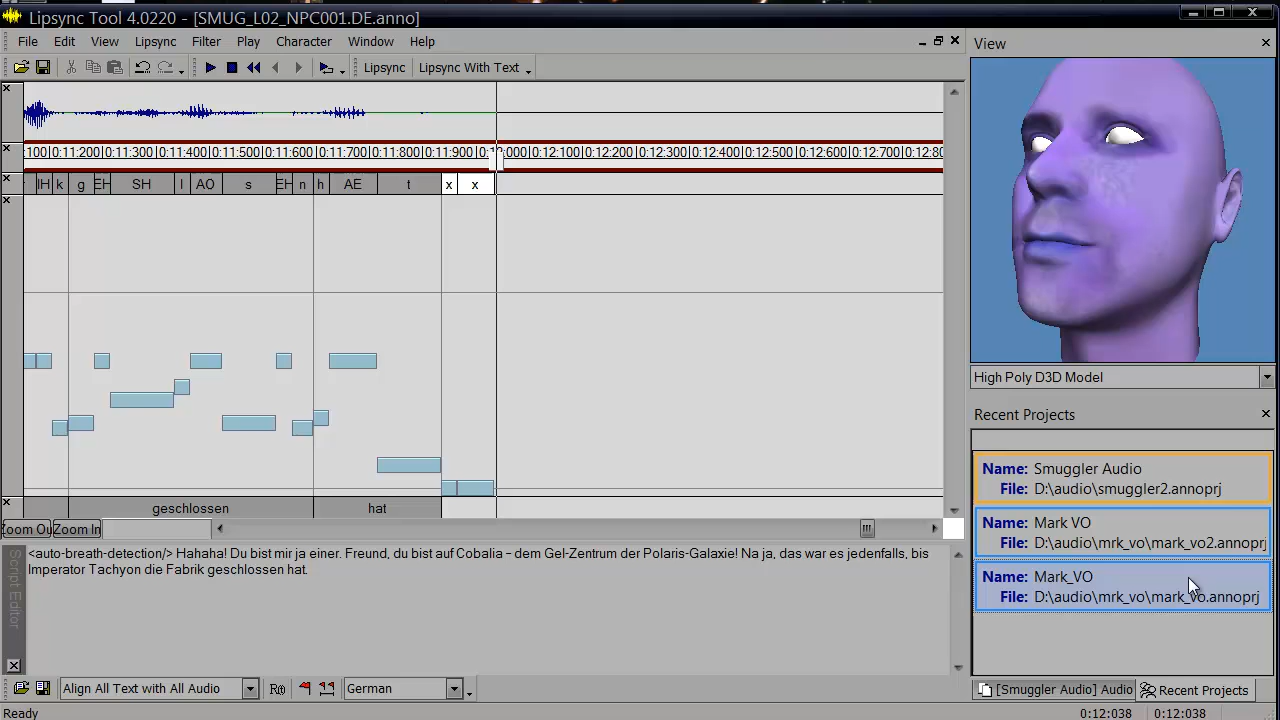 Lipsync Tool 4.0220 - [SMUG_L02_NPC001.DE.anno]
File Edit View Lipsync Filter Play Character Window Help
Lipsync Lipsync With Text
View
100|0:11:200 |0:11:300 |0:11:400 |0:11:500 |0:11:600 |0:11:700 |0:11:800 |0:11:900 |0:12:000 |0:12:100 |0:12:200 |0:12:300 |0:12:400 |0:12:500 |0:12:600 |0:12:700 |0:12:80
IH k g EH SH l AO s EH n h AE t x x
High Poly D3D Model
Recent Projects
Name: Smuggler Audio
File: D:\audio\smuggler2.annoprj
Name: Mark VO
File: D:\audio\mrk_vo\mark_vo2.annoprj
Name: Mark_VO
File: D:\audio\mrk_vo\mark_vo.annoprj
geschlossen hat
Zoom Ou Zoom In
Script Editor
<auto-breath-detection/> Hahaha! Du bist mir ja einer. Freund, du bist auf Cobalia – dem Gel-Zentrum der Polaris-Galaxie! Na ja, das war es jedenfalls, bis
Imperator Tachyon die Fabrik geschlossen hat.
Align All Text with All Audio German
[Smuggler Audio] Audio Recent Projects
Ready 0:12:038 0:12:038